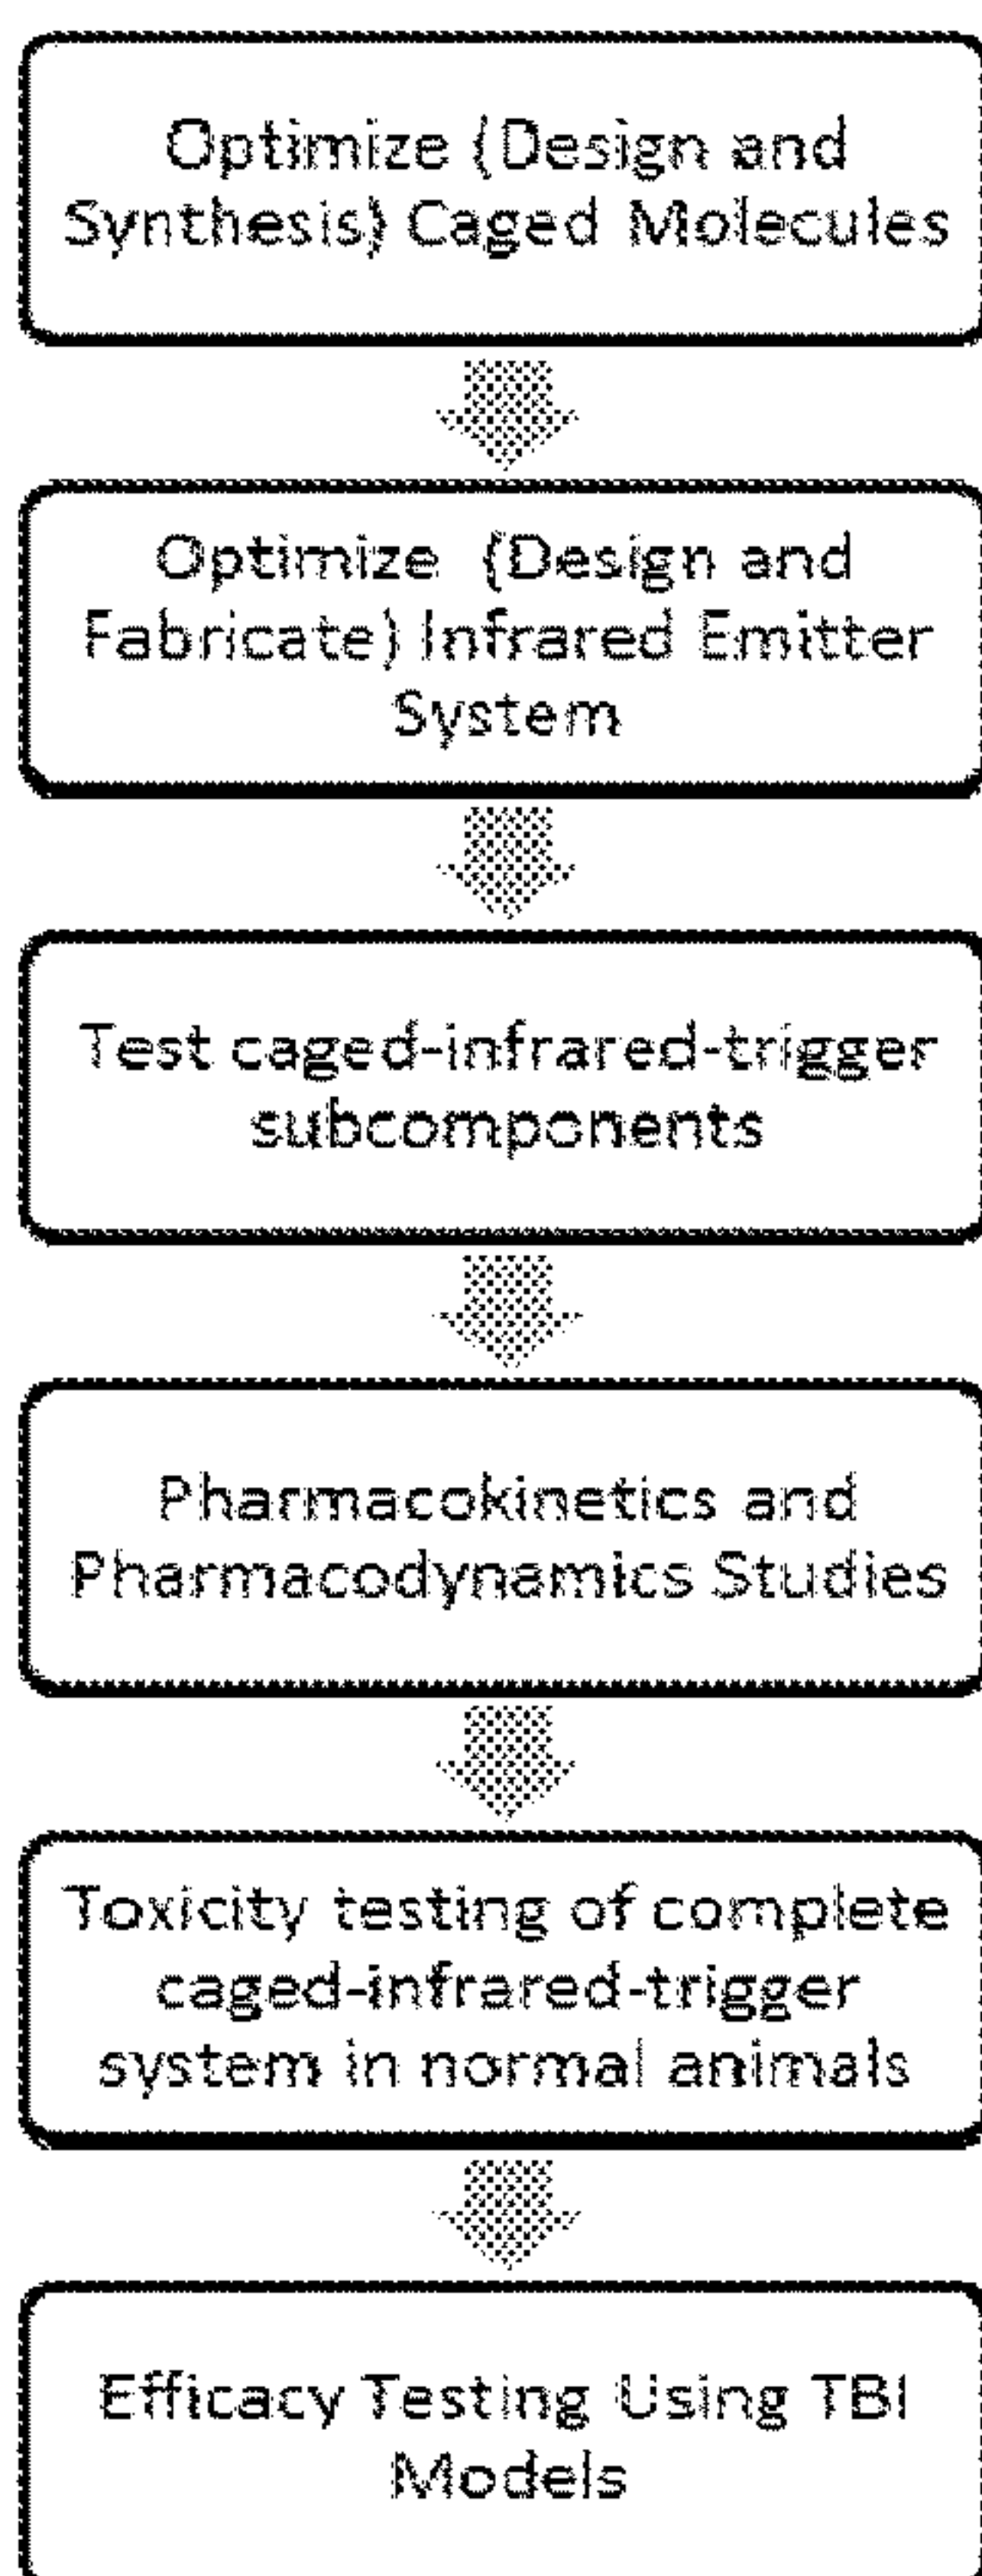 Optimize (Design and
Synthesis) Caged Molecules
Optimize (Design and
Fabricate) Infrared Emitter
System
Test caged-infrared-trigger
subcomponents
Pharmacokinetics and
Pharmacodynamics Studies
Toxicity testing of complete
caged-infrared-trigger
system in normal animals
Efficacy Testing Using TBI
Models